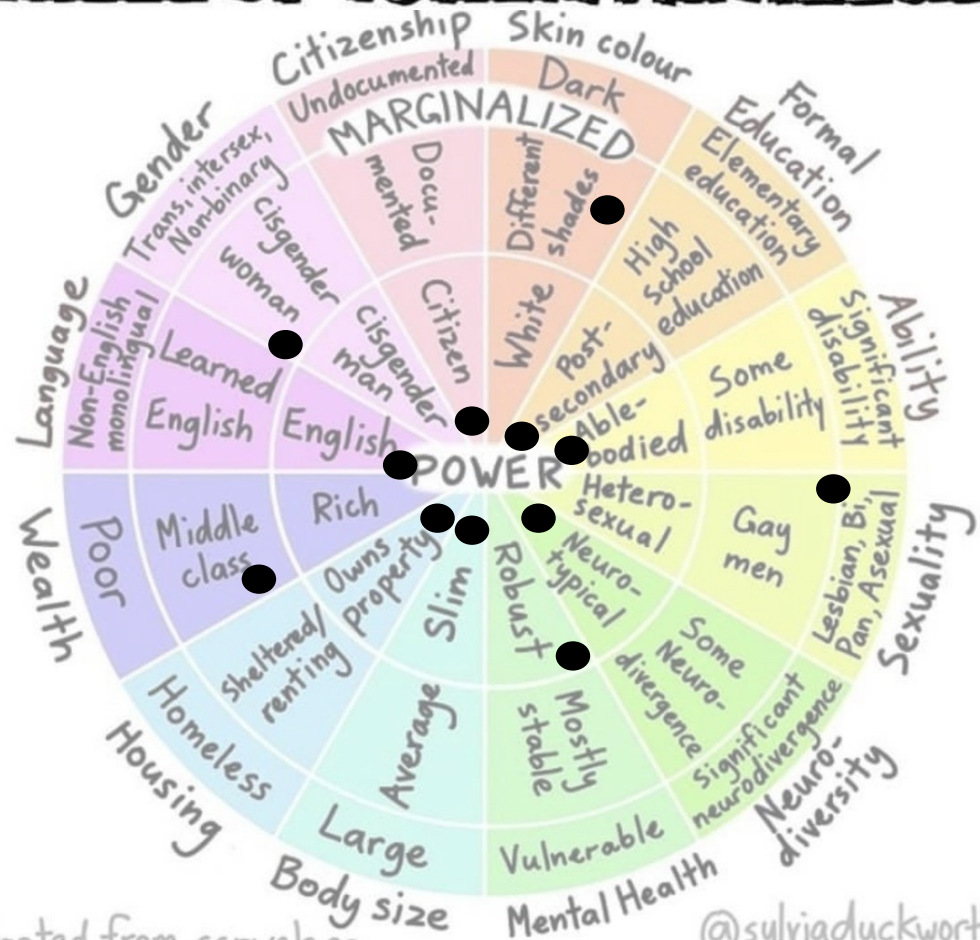 Citizenship
Undocumented
Docu-
mented
Citizen
Skin colour
Dark
Different
shades
White
MARGINALIZED
Formal
Education
Elementary
education
High
school
education
Post-
secondary
Ability
Significant
disability
Some
disability
Able-
bodied
Sexuality
Lesbian, Bi,
Pan, Asexual
Gay
men
Hetero-
sexual
Neuro-
diversity
Significant
neurodivergence
Some
Neuro-
divergence
Neuro-
typical
Mental Health
Vulnerable
Mostly
stable
Robust
Body size
Large
Average
Slim
Housing
Homeless
Sheltered/
renting
Owns
property
Wealth
Poor
Middle
class
Rich
Language
Non-English
monolingual
Learned
English
English
Gender
Trans, intersex,
Non-binary
cisgender
woman
cisgender
man
POWER
@sylviaduckwor